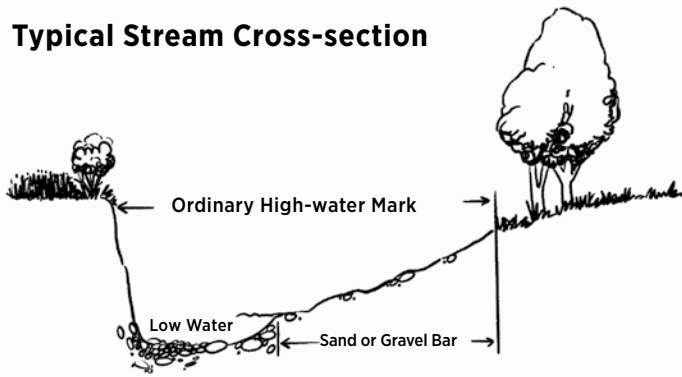 Typical Stream Cross-section
Ordinary High-water Mark
Low Water
Sand or Gravel Bar